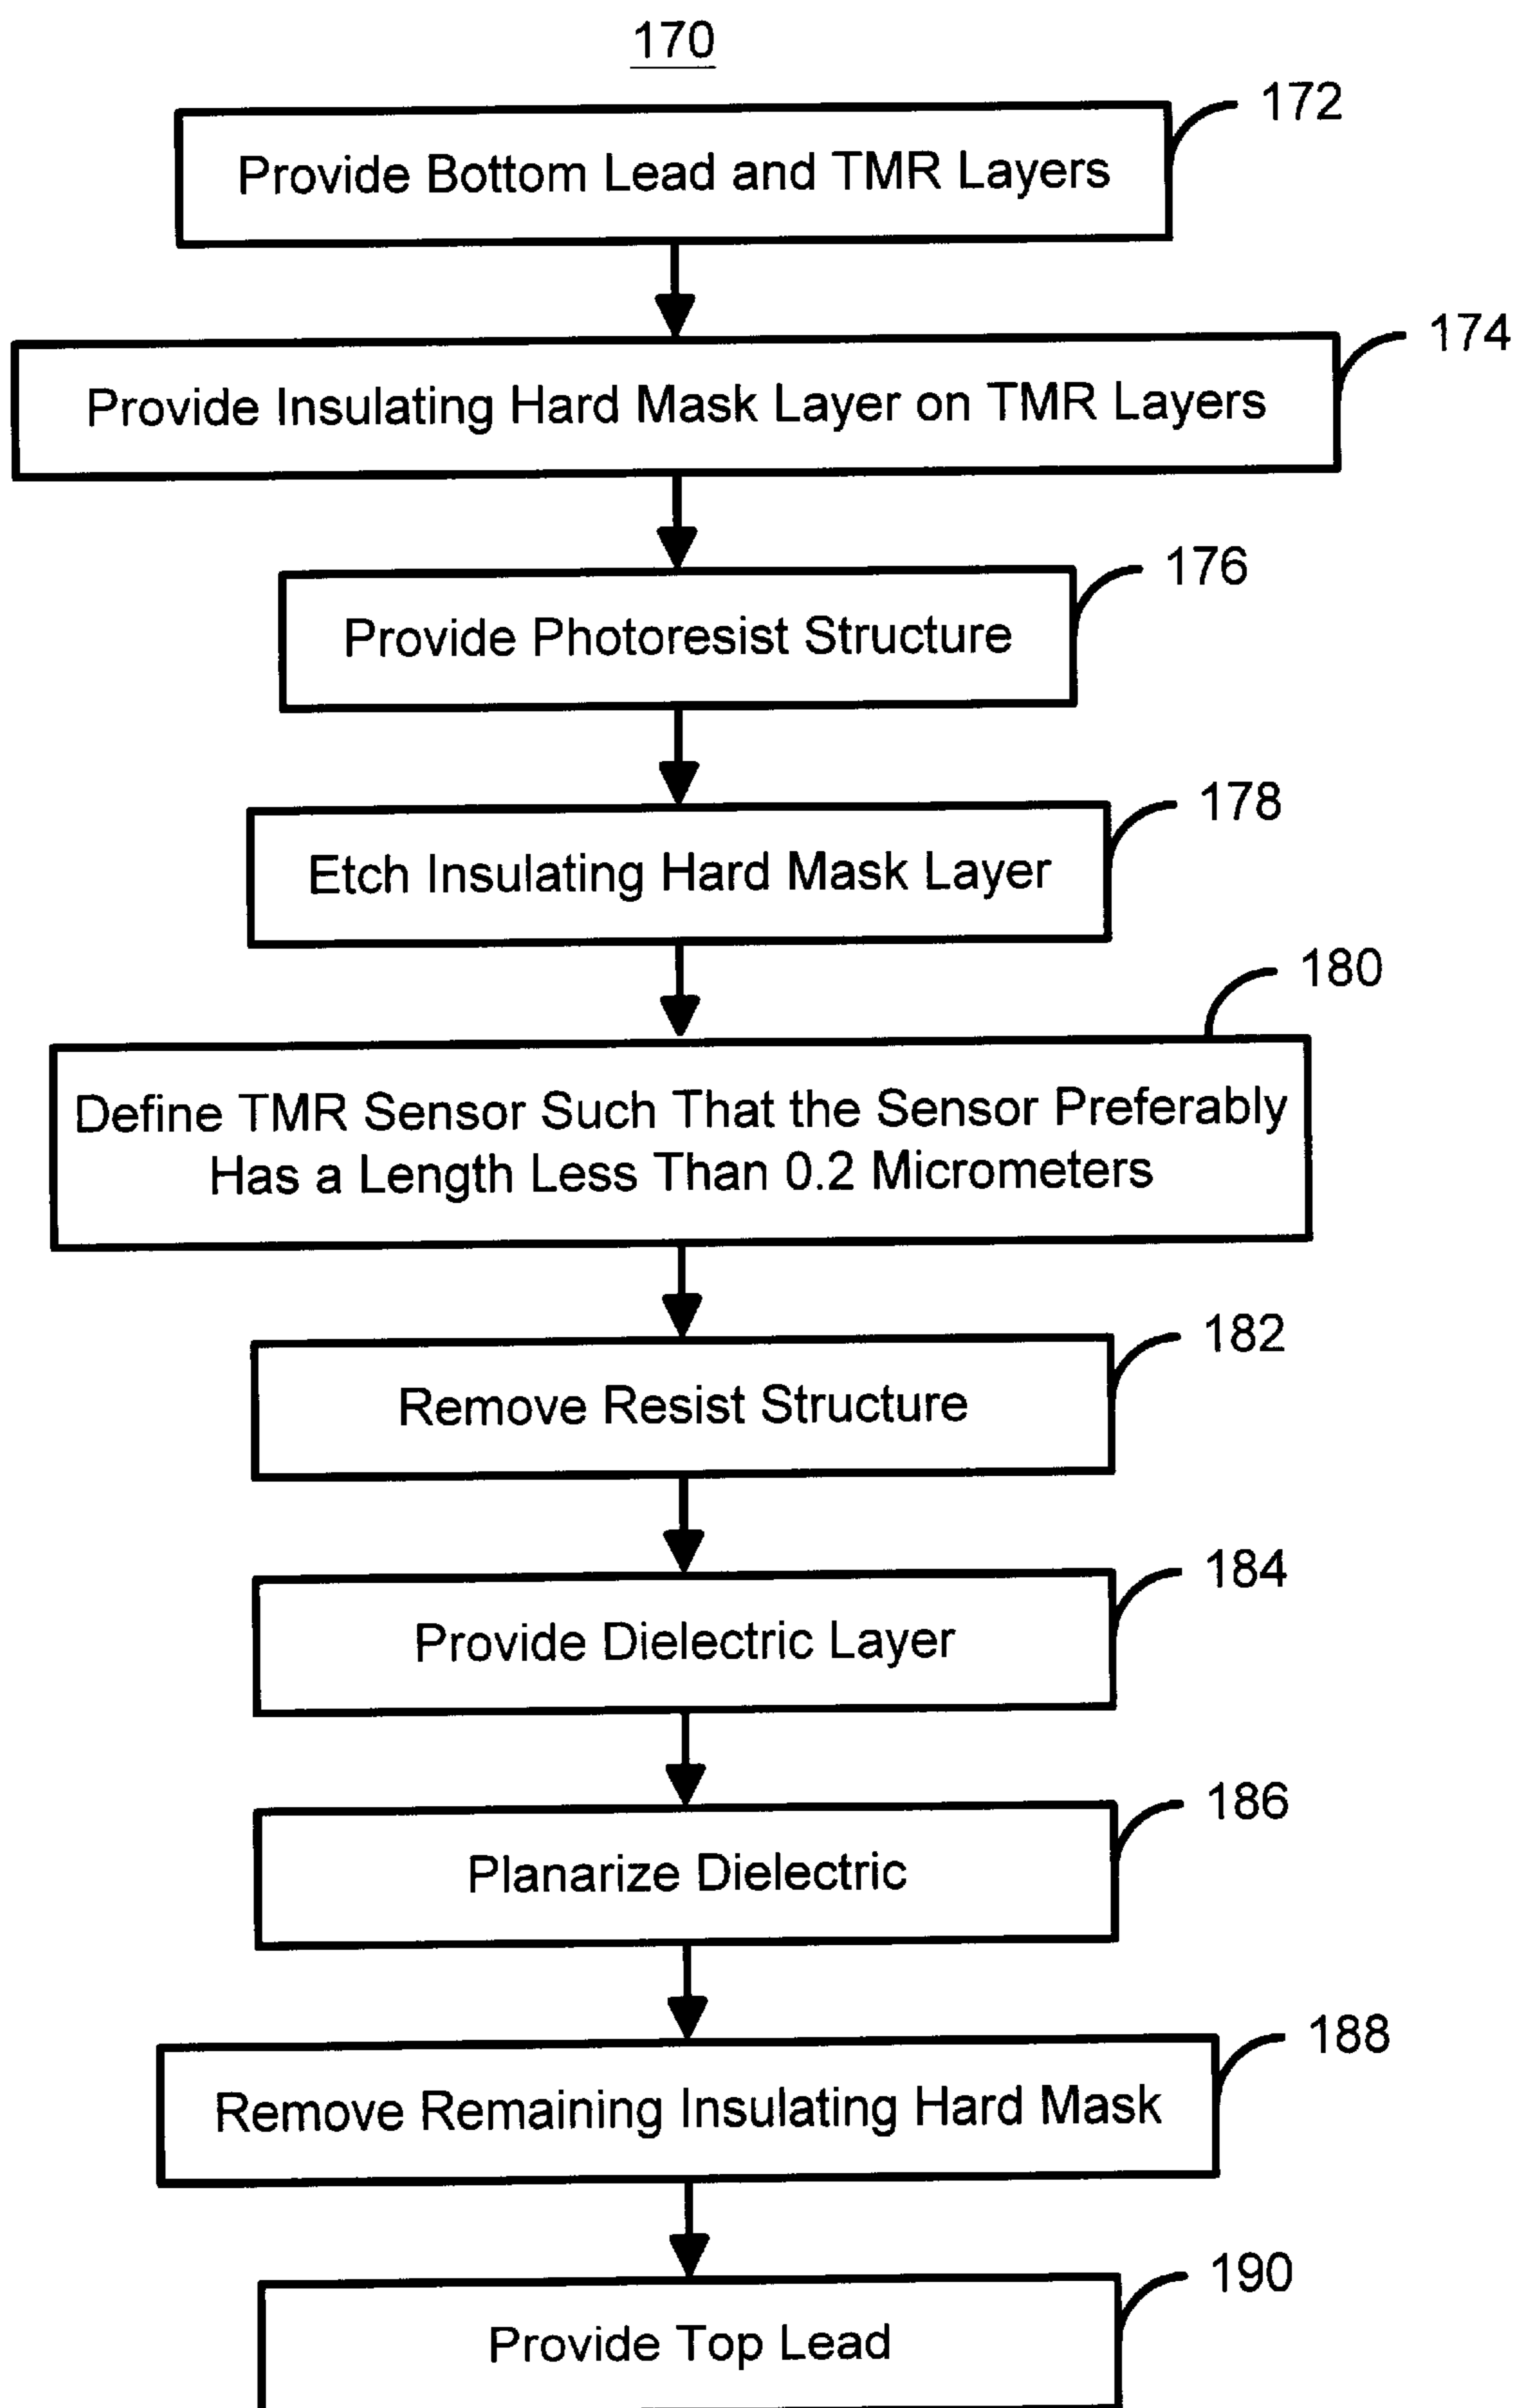 170
172
Provide Bottom Lead and TMR Layers
174
Provide Insulating Hard Mask Layer on TMR Layers
176
Provide Photoresist Structure
178
Etch Insulating Hard Mask Layer
180
Define TMR Sensor Such That the Sensor Preferably
Has a Length Less Than 0.2 Micrometers
182
Remove Resist Structure
184
Provide Dielectric Layer
186
Planarize Dielectric
188
Remove Remaining Insulating Hard Mask
190
Provide Top Lead